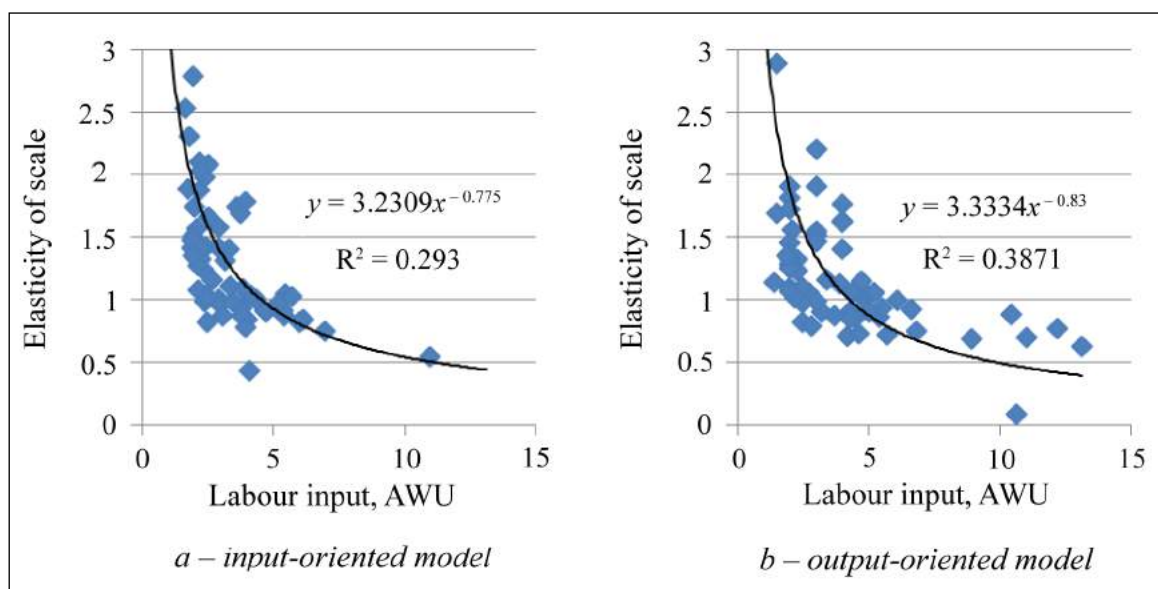 Elasticity of scale
3
2.5
2
1.5
1
0.5
0
y = 3.2309x^{-0.775}
R² = 0.293
0 5 10 15
Labour input, AWU
a – input-oriented model
Elasticity of scale
3
2.5
2
1.5
1
0.5
0
y = 3.3334x^{-0.83}
R² = 0.3871
0 5 10 15
Labour input, AWU
b – output-oriented model